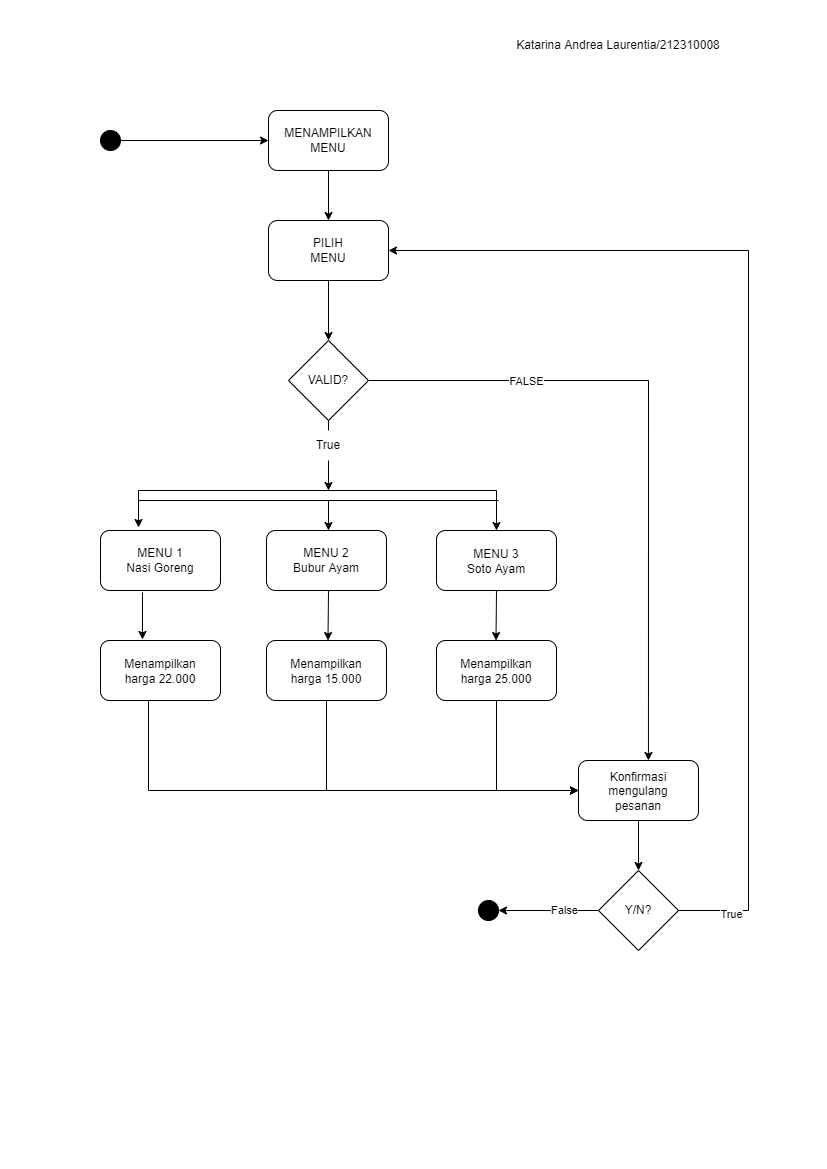 Katarina Andrea Laurentia/212310008
MENAMPILKAN
MENU
PILIH
MENU
VALID?
FALSE
True
MENU 1
Nasi Goreng
MENU 2
Bubur Ayam
MENU 3
Soto Ayam
Menampilkan
harga 22.000
Menampilkan
harga 15.000
Menampilkan
harga 25.000
Konfirmasi
mengulang
pesanan
False
Y/N?
True